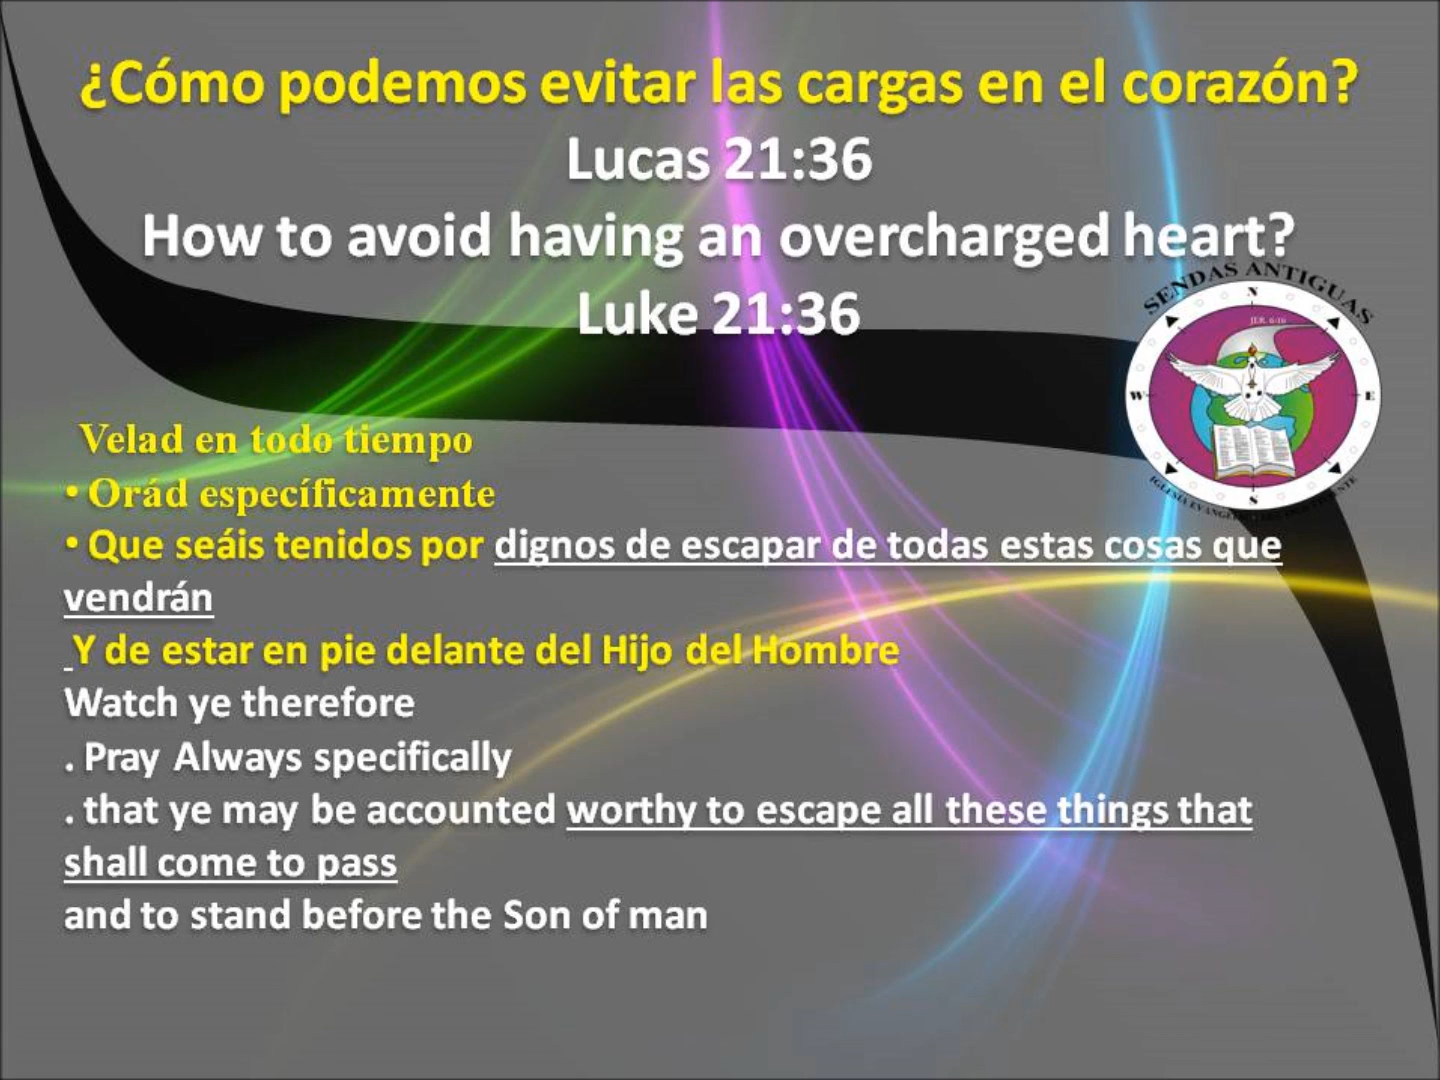 ¿Cómo podemos evitar las cargas en el corazón?
Lucas 21:36
How to avoid having an overcharged heart?
Luke 21:36
SENDAS ANTIGUAS
N
JER. 6:16
W
E
S
IGLESIA
Velad en todo tiempo
• Orád específicamente
• Que seáis tenidos por dignos de escapar de todas estas cosas que
vendrán
Y de estar en pie delante del Hijo del Hombre
Watch ye therefore
. Pray Always specifically
. that ye may be accounted worthy to escape all these things that
shall come to pass
and to stand before the Son of man